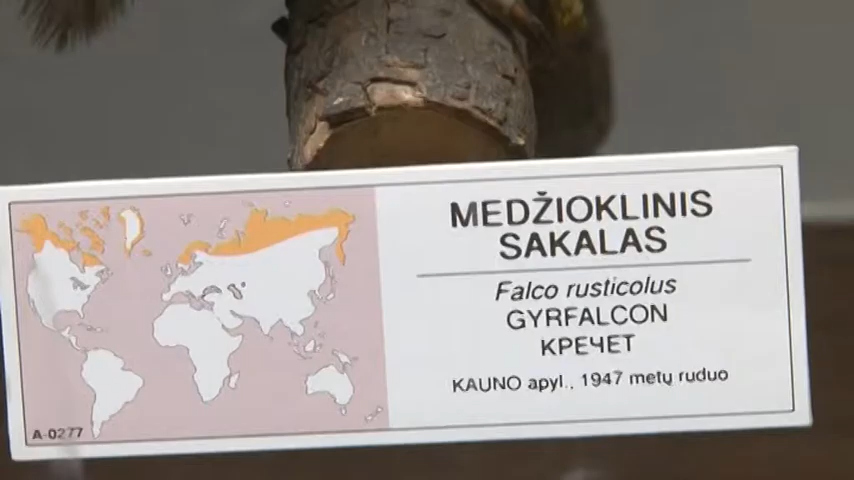 MEDŽIOKLINIS
SAKALAS
Falco rusticolus
GYRFALCON
КРЕЧЕТ
KAUNO apyl., 1947 metų ruduo
A-0277